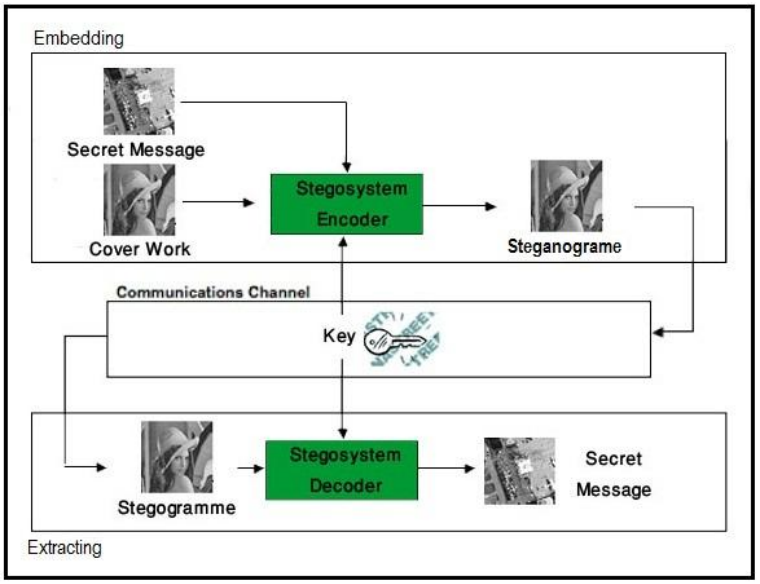 Embedding
Secret Message
Stegosystem
Encoder
Cover Work
Steganograme
Communications Channel
Key
Stegosystem
Decoder
Stegogramme
Secret
Message
Extracting